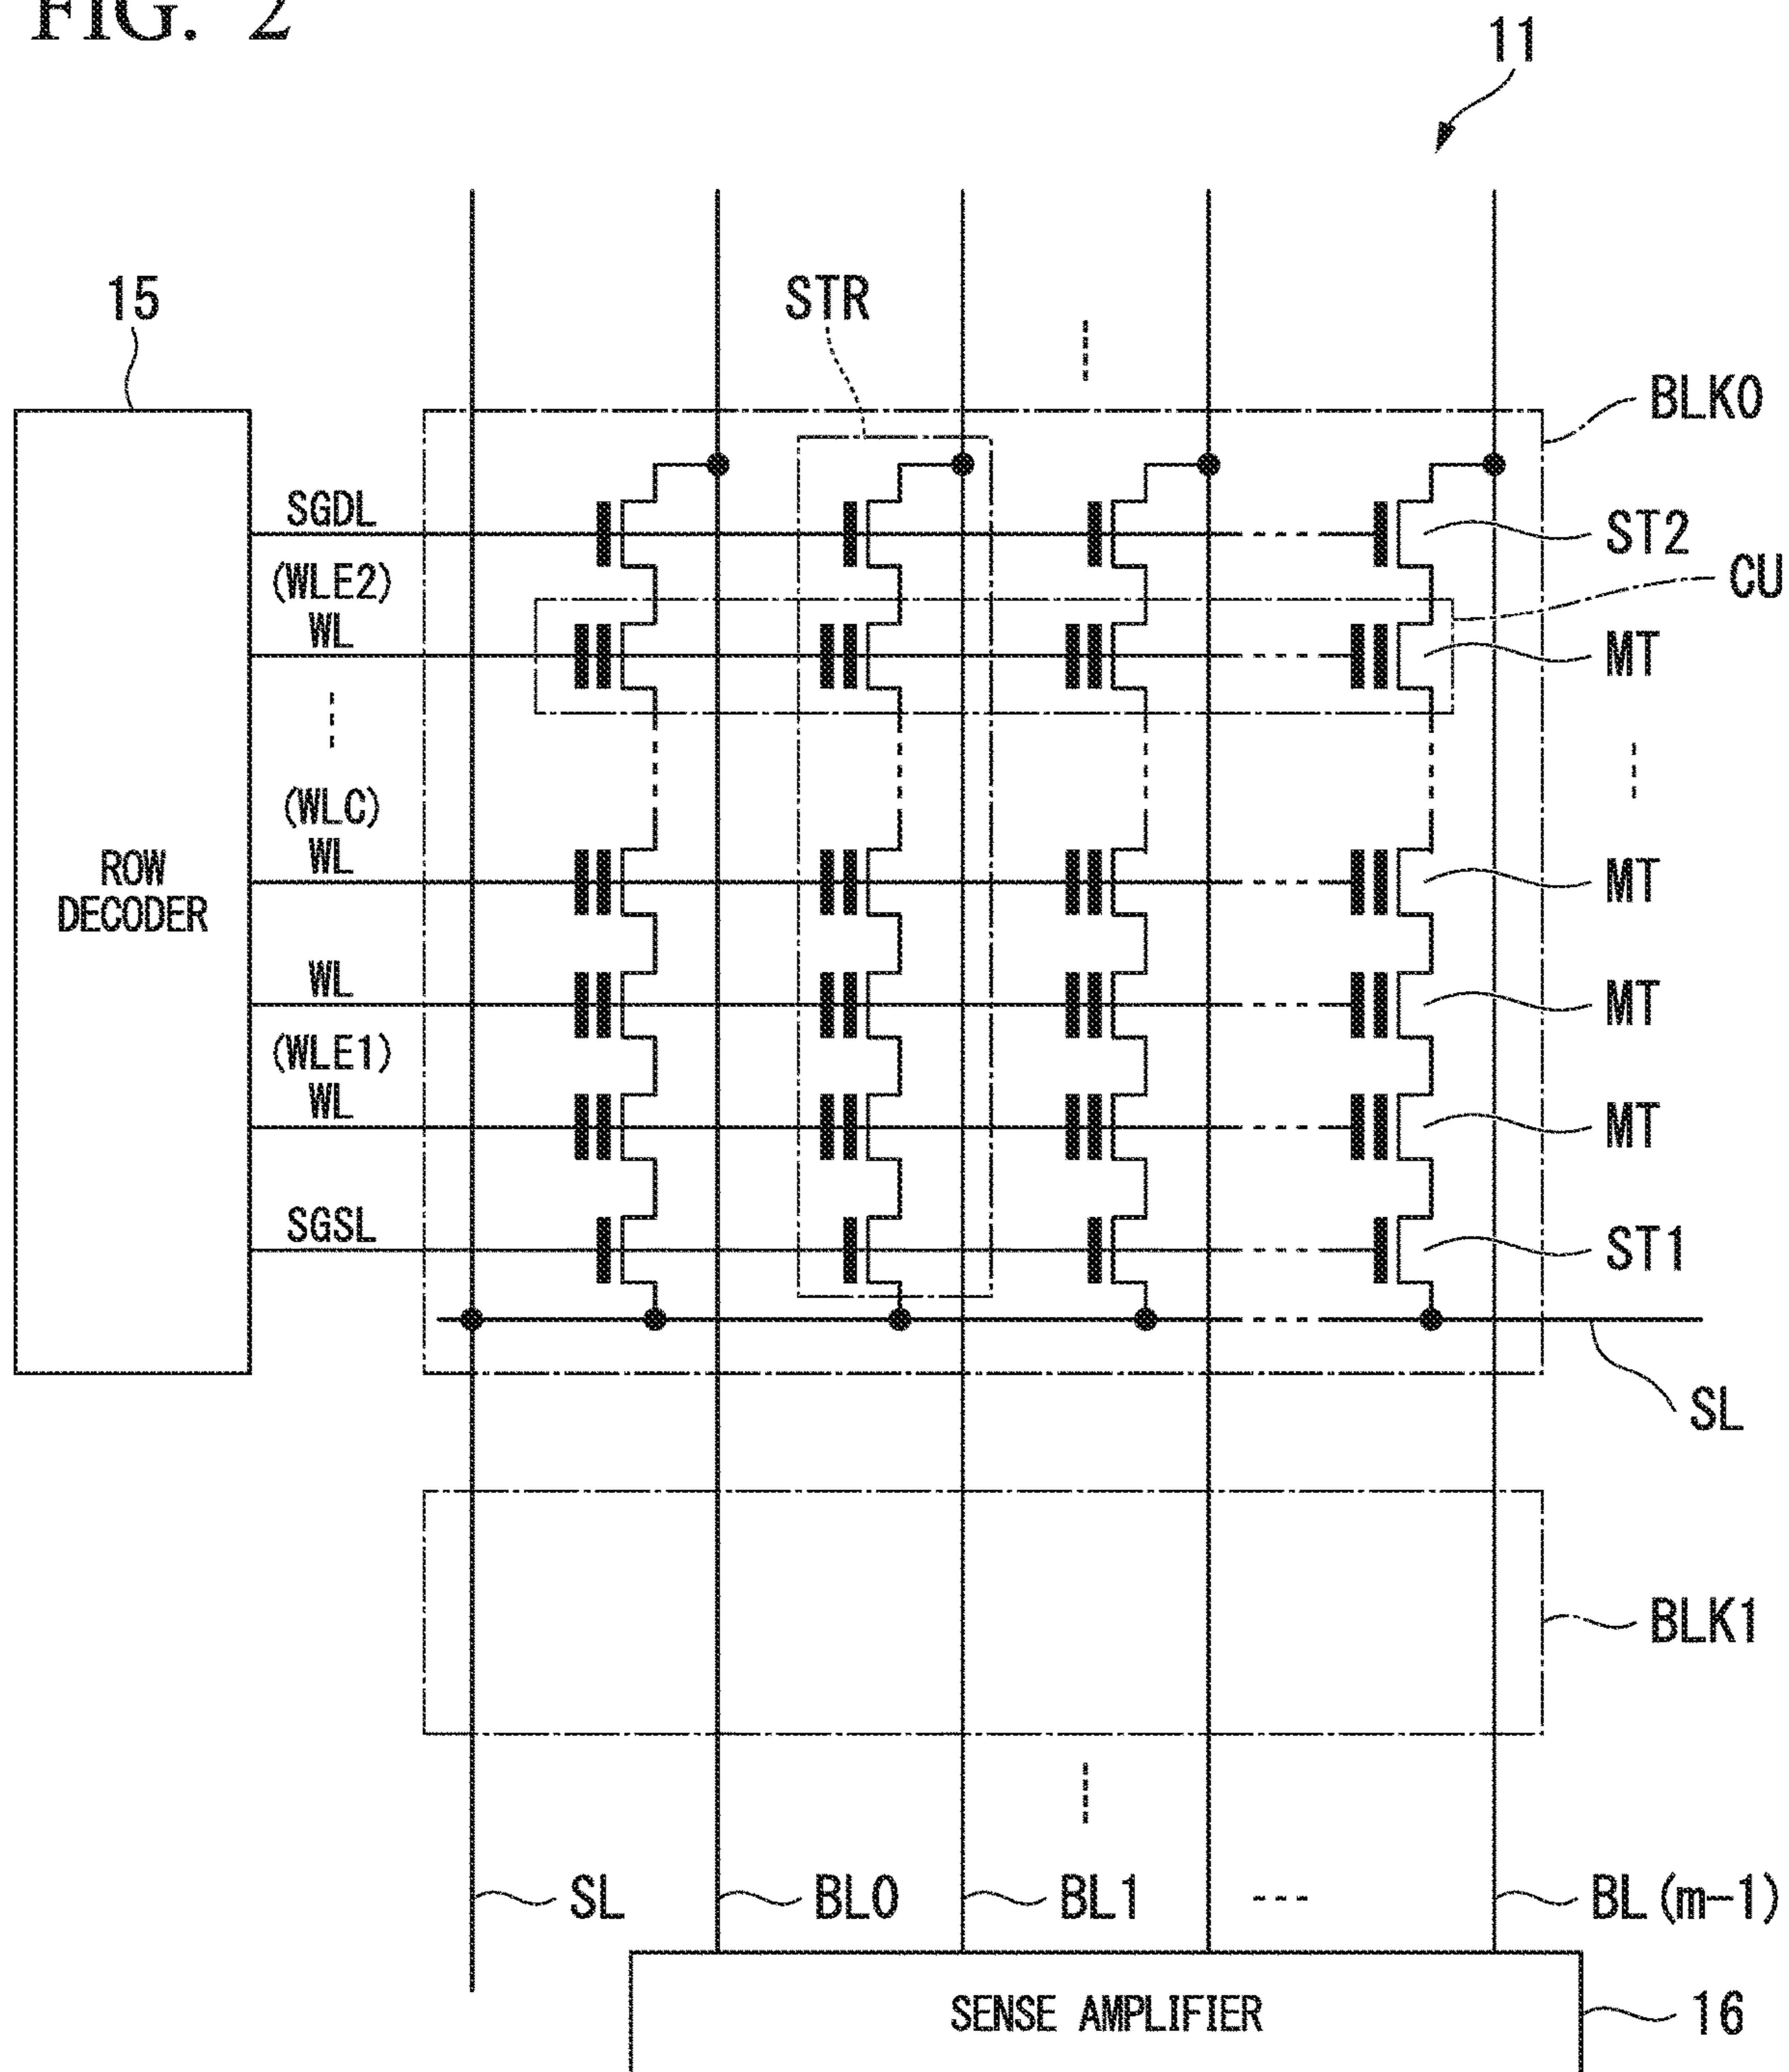 FIG. 2
11
15
STR
BLK0
SGDL
ST2
(WLE2)
CU
WL
MT
(WLC)
WL
MT
ROW
DECODER
WL
MT
(WLE1)
WL
MT
SGSL
ST1
SL
BLK1
SL
BL0
BL1
BL(m-1)
SENSE AMPLIFIER
16